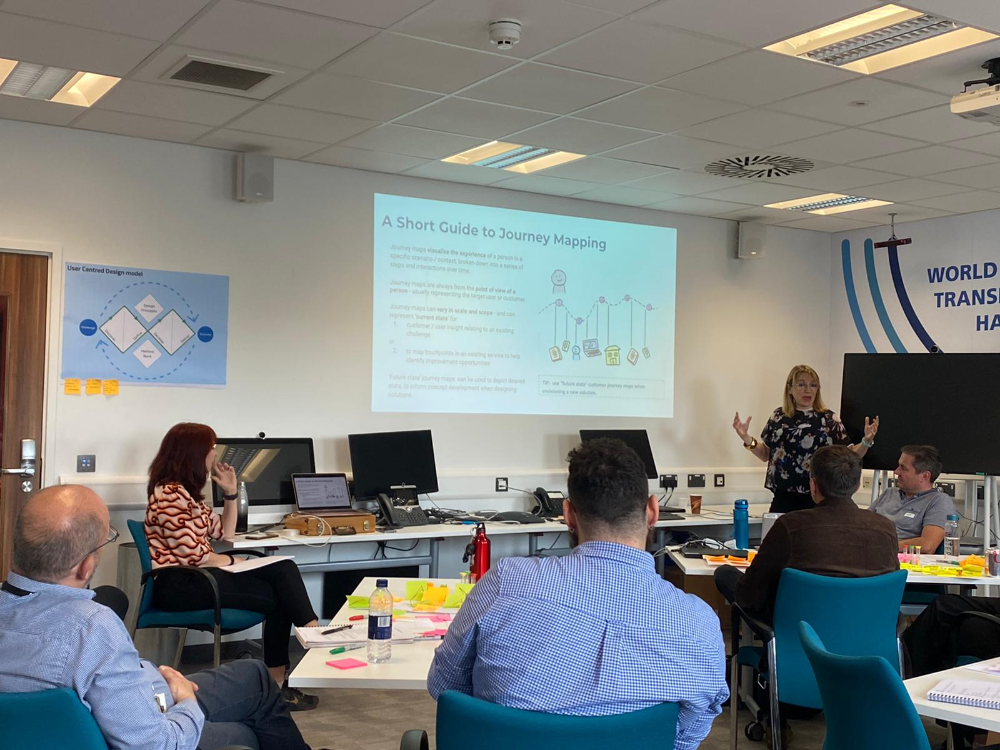 A Short Guide to Journey Mapping
Journey maps visualise the experience of a person in a
specific scenario / context, broken down into a series of
steps and interactions over time.
Journey maps are always from the point of view of a
person - usually representing the target user or customer
Journey maps can vary in scale and scope - and can
represent 'current state' for
1. customer / user insight relating to an existing
challenge
or
2. to map touchpoints in an existing service to help
identify improvement opportunities
'Future state' journey maps: can be used to depict desired
state, to inform concept development when designing
solutions.
TIP: use "future state' customer journey maps when
envisioning a new solution.
User Centred Design model
Design
Principles
Challenge
Discover
Define
Develop
Deliver
Outcome
Method
Bank
WORLD
TRANS
HA